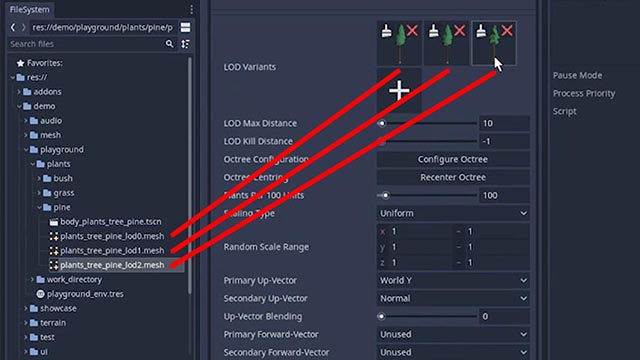 FileSystem
res://demo/playground/plants/pine/p
Search files
Favorites:
res://
addons
demo
audio
mesh
playground
plants
bush
grass
pine
body_plants_tree_pine.tscn
plants_tree_pine_lod0.mesh
plants_tree_pine_lod1.mesh
plants_tree_pine_lod2.mesh
work_directory
playground_env.tres
showcase
terrain
test
ui
LOD Variants
LOD Max Distance 10
LOD Kill Distance -1
Octree Configuration Configure Octree
Octree Centring Recenter Octree
Plants Per 100 Units 100
Scaling Type Uniform
Random Scale Range
x 1 - 1
y 1 - 1
z 1 - 1
Primary Up-Vector World Y
Secondary Up-Vector Normal
Up-Vector Blending 0
Primary Forward-Vector Unused
Secondary Forward-Vector Unused
Pause Mode
Process Priority
Script